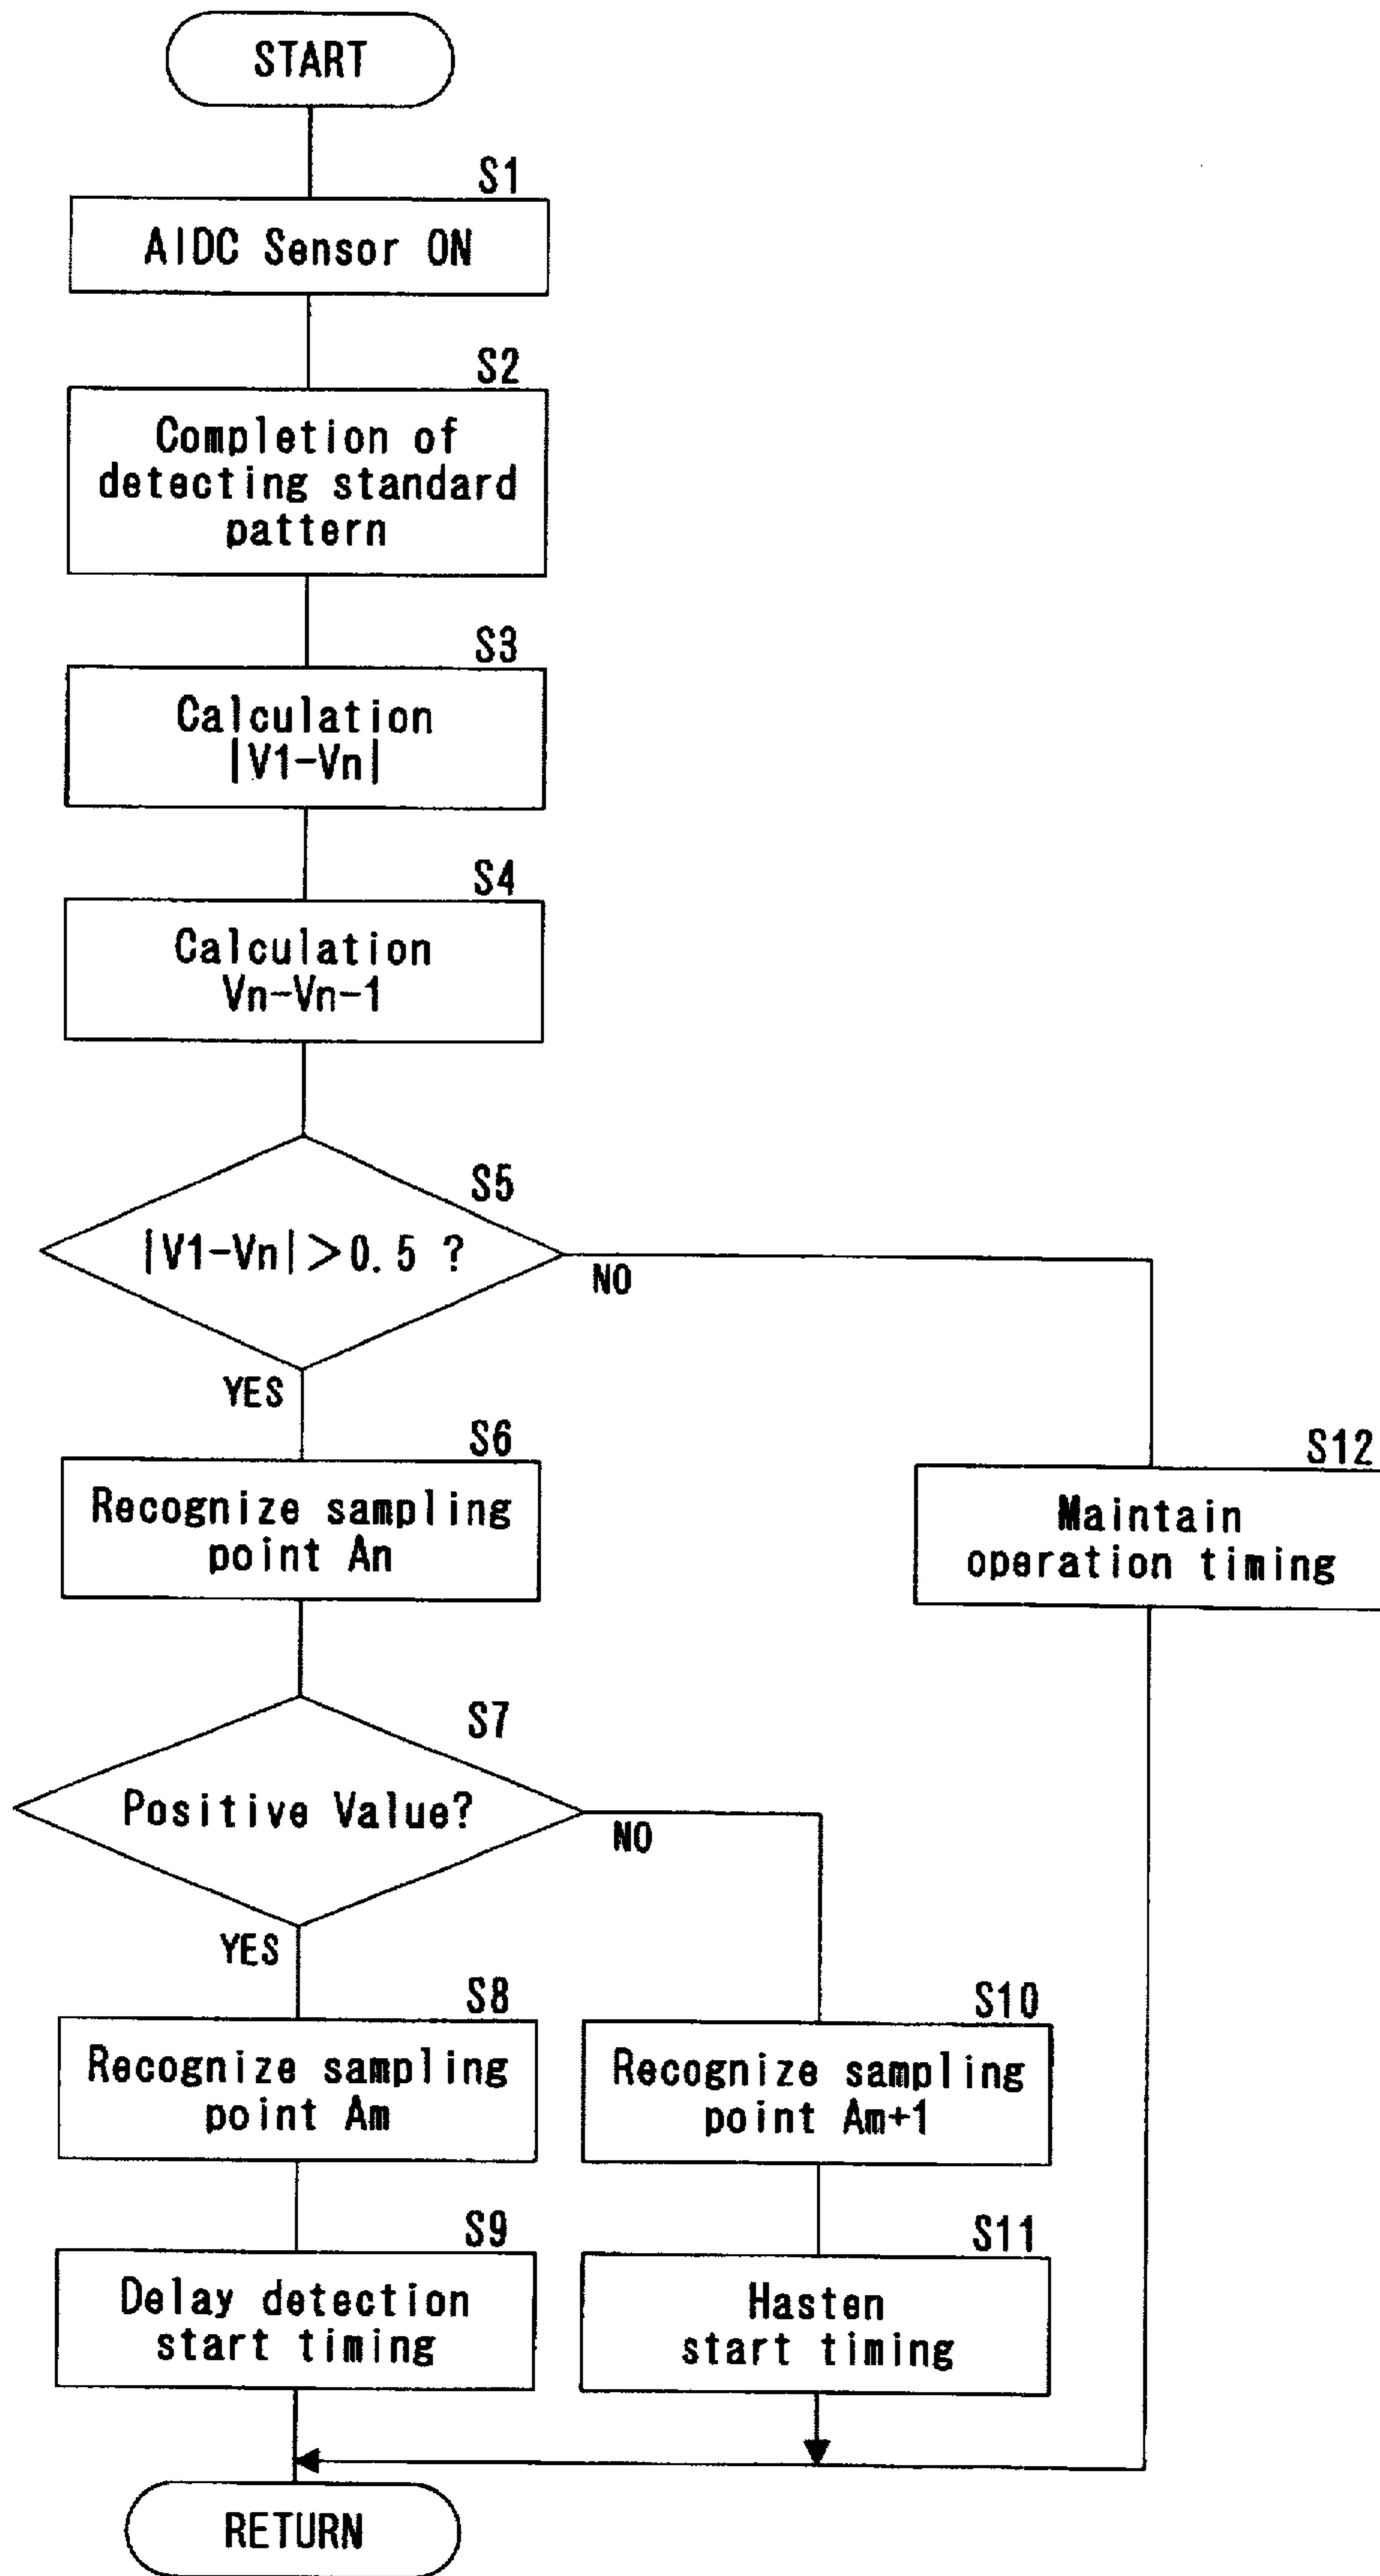 START
S1
AIDC Sensor ON
S2
Completion of
detecting standard
pattern
S3
Calculation
|V1-Vn|
S4
Calculation
Vn-Vn-1
S5
|V1-Vn|>0.5 ?
NO
YES
S6
Recognize sampling
point An
S12
Maintain
operation timing
S7
Positive Value?
NO
YES
S8
Recognize sampling
point Am
S10
Recognize sampling
point Am+1
S9
Delay detection
start timing
S11
Hasten
start timing
RETURN